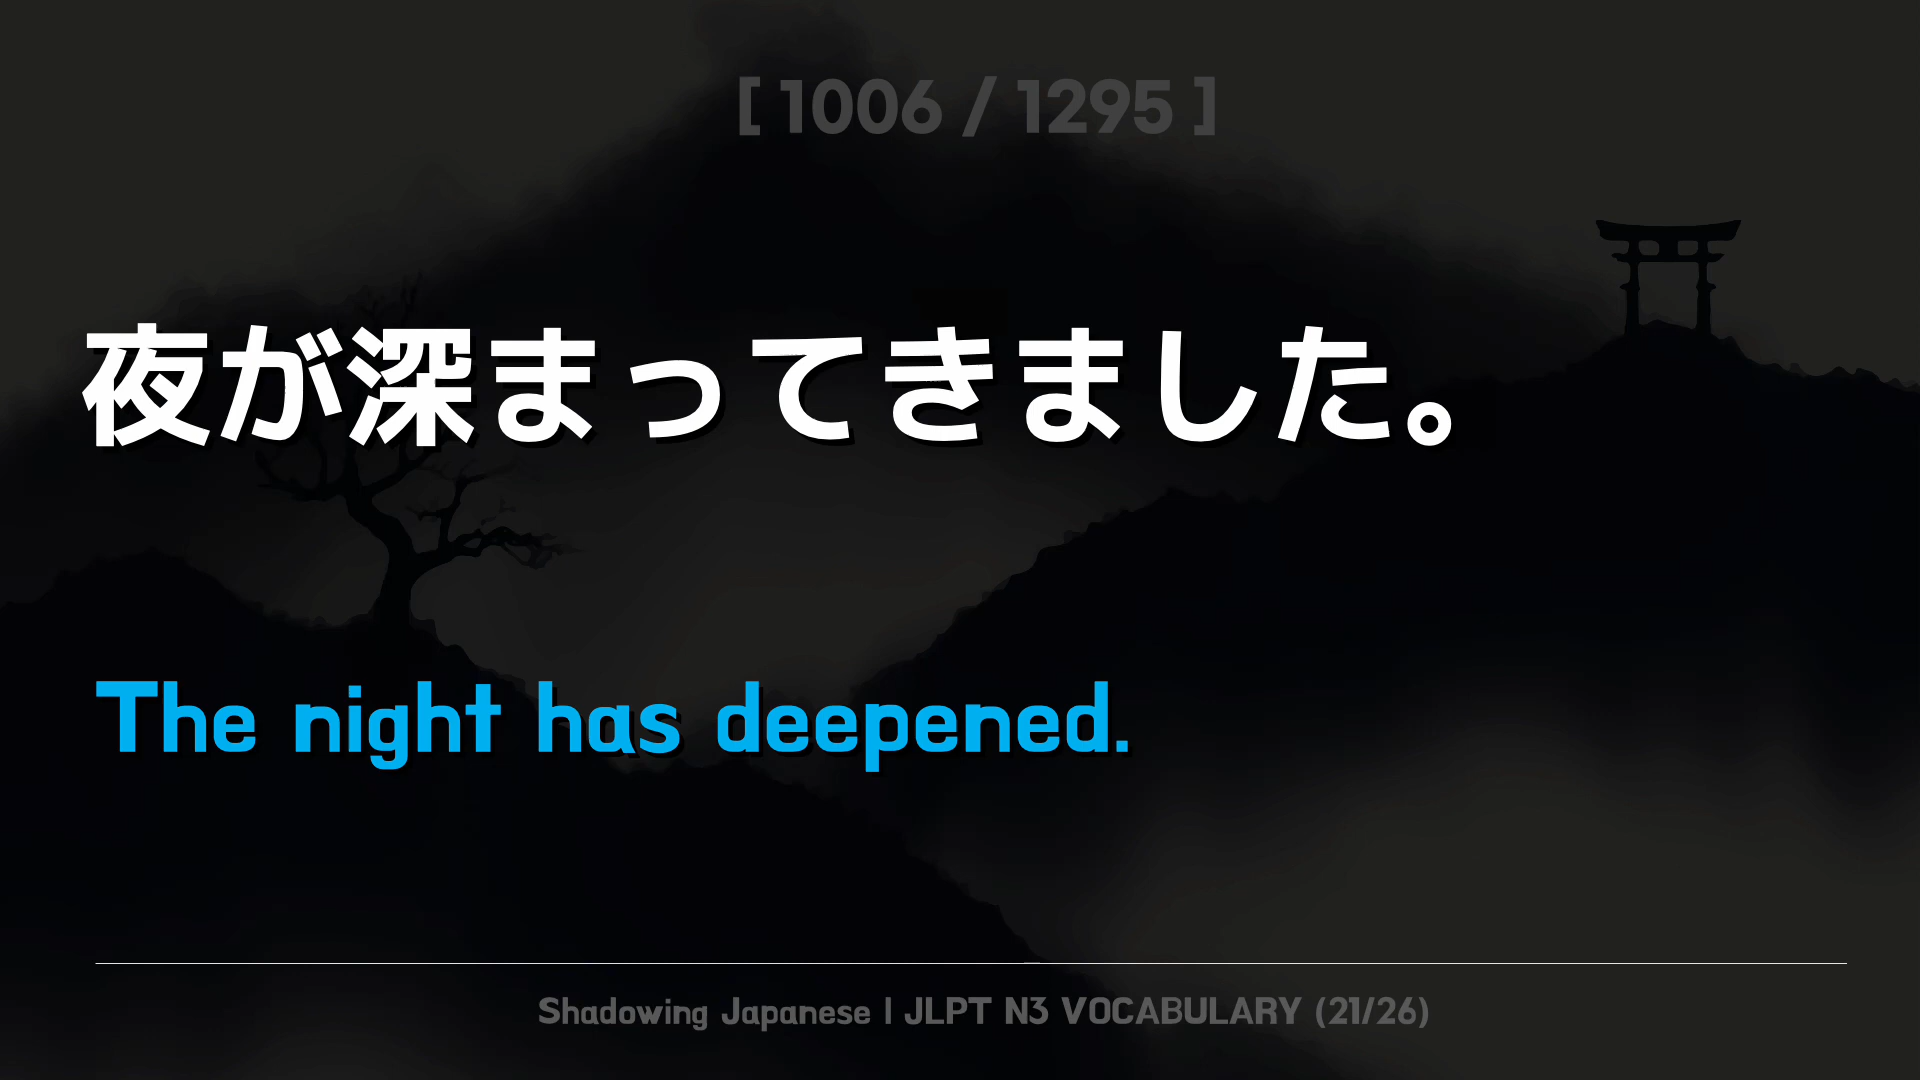 [ 1006 / 1295 ]
夜が深まってきました。
The night has deepened.
Shadowing Japanese | JLPT N3 VOCABULARY (21/26)